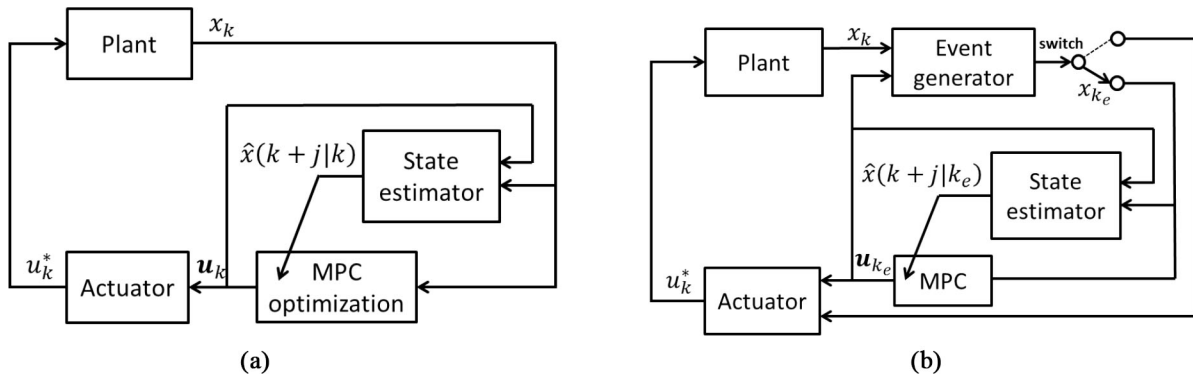 Plant
x_k
x̂(k + j|k)
State
estimator
u_k^*
Actuator
u_k
MPC
optimization
(a)
Plant
x_k
Event
generator
switch
x_{k_e}
x̂(k + j|k_e)
State
estimator
u_k^*
Actuator
u_{k_e}
MPC
(b)